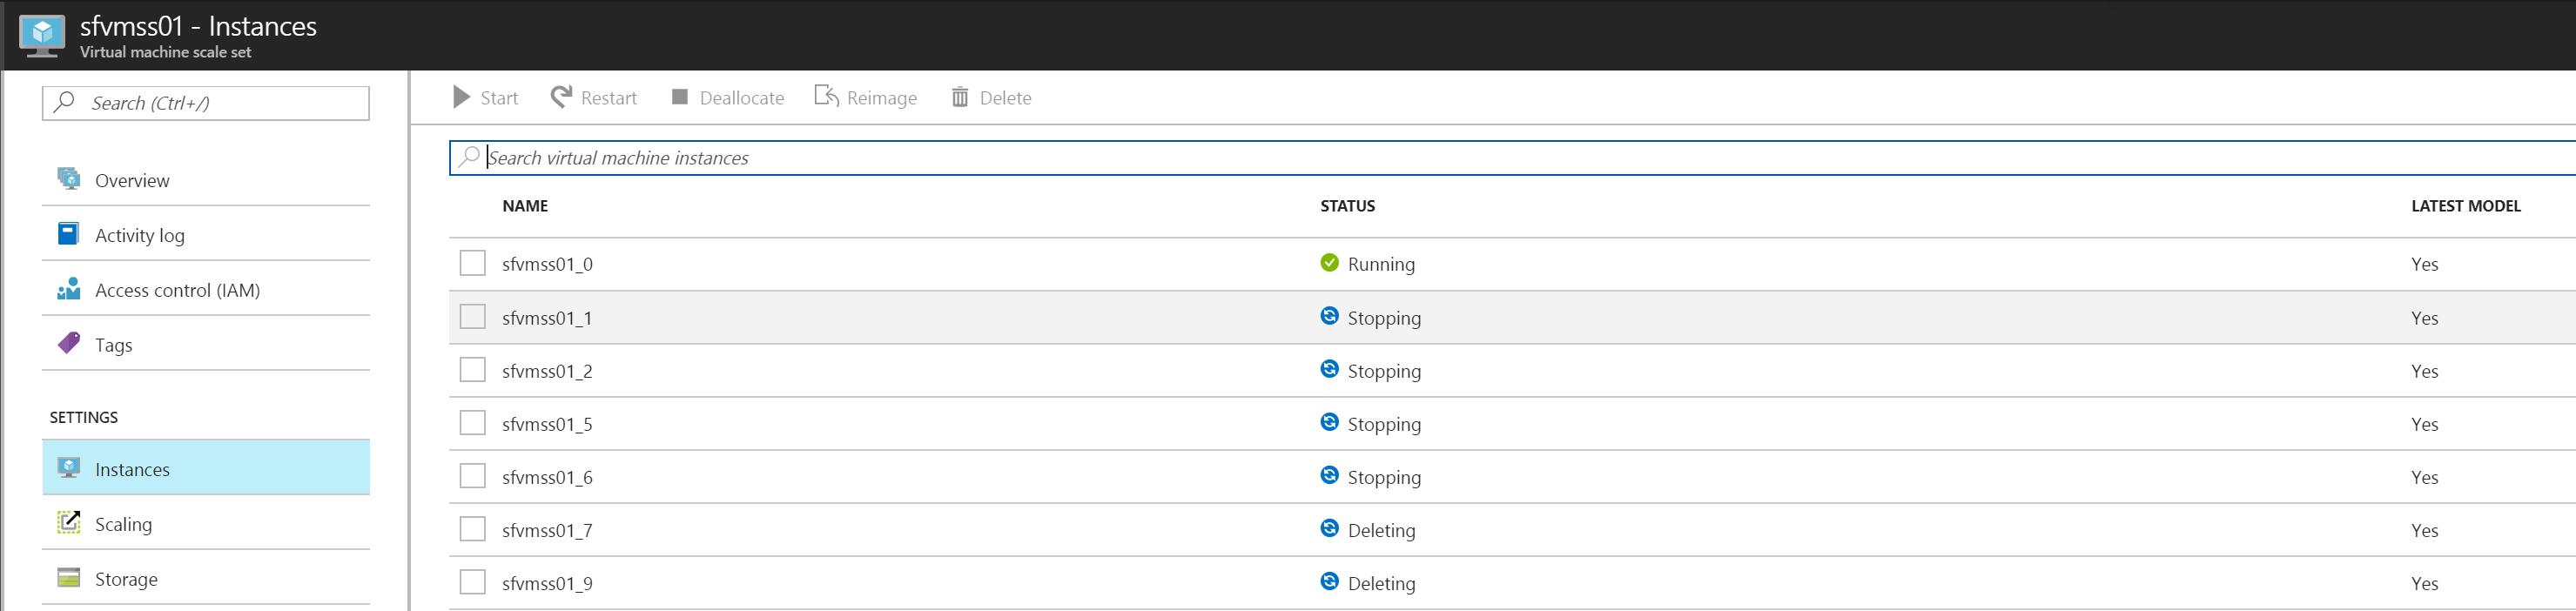 sfvmss01 - Instances
Virtual machine scale set
Search (Ctrl+/)
Overview
Activity log
Access control (IAM)
Tags
SETTINGS
Instances
Scaling
Storage
Start Restart Deallocate Reimage Delete
Search virtual machine instances
NAME STATUS LATEST MODEL
sfvmss01_0 Running Yes
sfvmss01_1 Stopping Yes
sfvmss01_2 Stopping Yes
sfvmss01_5 Stopping Yes
sfvmss01_6 Stopping Yes
sfvmss01_7 Deleting Yes
sfvmss01_9 Deleting Yes